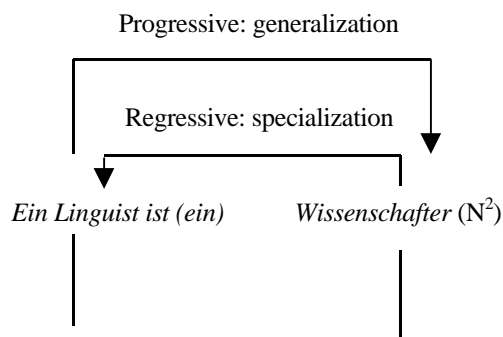 Progressive: generalization
Regressive: specialization
Ein Linguist ist (ein) Wissenschafter (N²)